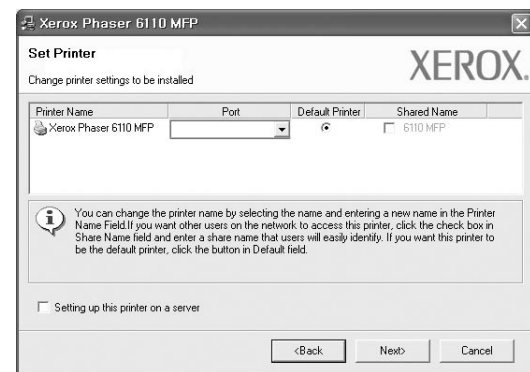 Xerox Phaser 6110 MFP
Set Printer
Change printer settings to be installed
XEROX.
Printer Name Port Default Printer Shared Name
Xerox Phaser 6110 MFP 6110 MFP
You can change the printer name by selecting the name and entering a new name in the Printer
Name Field.If you want other users on the network to access this printer, click the check box in
Share Name field and enter a share name that users will easily identify. If you want this printer to
be the default printer, click the button in Default field.
Setting up this printer on a server
<Back Next> Cancel